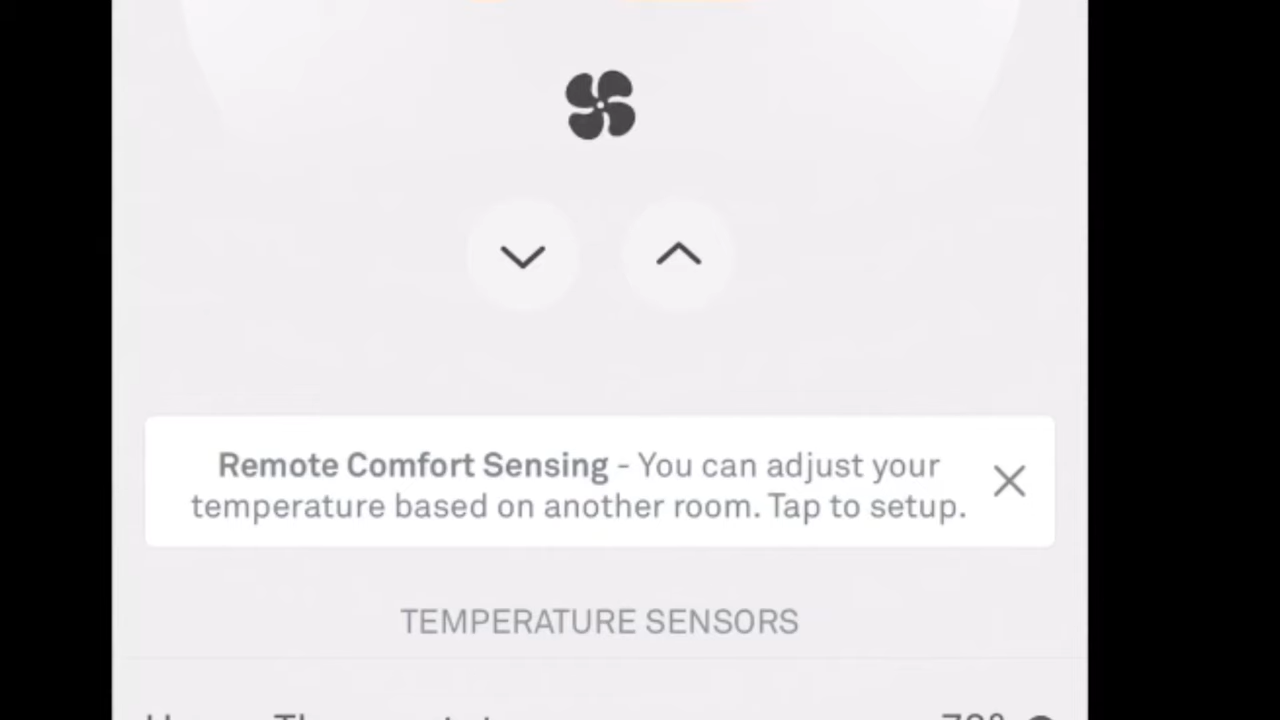 Remote Comfort Sensing - You can adjust your
temperature based on another room. Tap to setup.
TEMPERATURE SENSORS